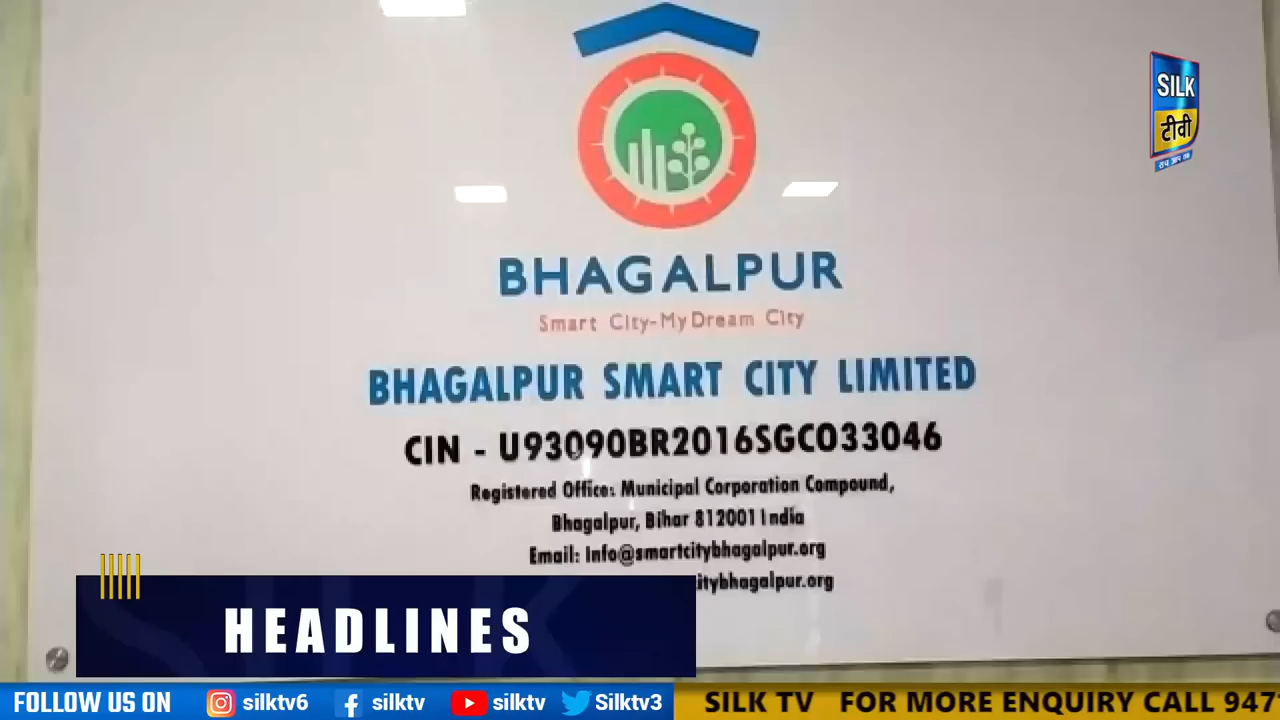 SILK
टीवी
BHAGALPUR
Smart City-My Dream City
BHAGALPUR SMART CITY LIMITED
CIN - U93090BR2016SGC033046
Registered Office: Municipal Corporation Compound,
Bhagalpur, Bihar 812001 India
Email: Info@smartcitybhagalpur.org
citybhagalpur.org
HEADLINES
FOLLOW US ON silktv6 silktv silktv Silktv3 SILK TV FOR MORE ENQUIRY CALL 947